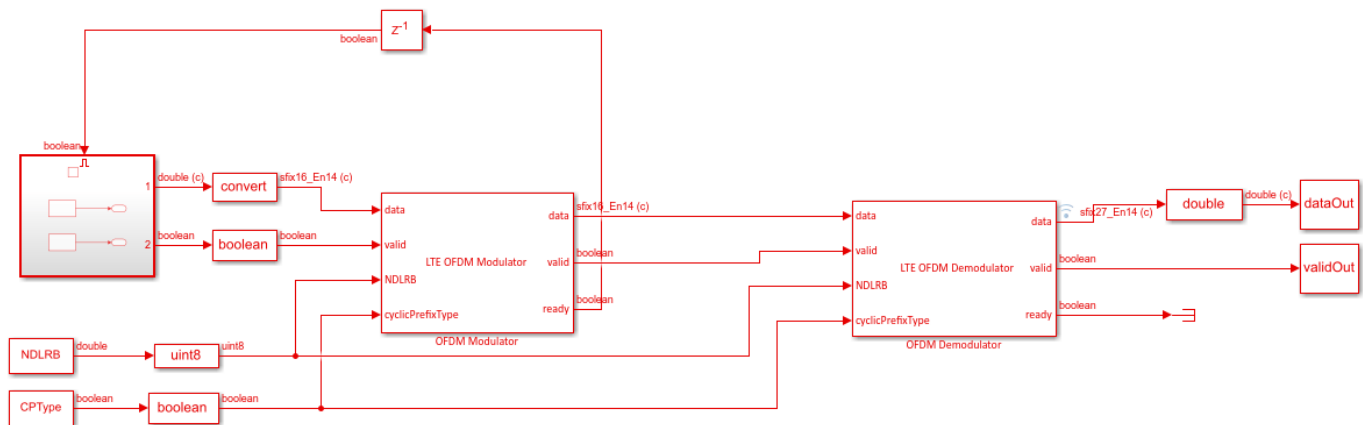 z-1
boolean
boolean
1
double (c)
convert
sfix16_En14 (c)
2
boolean
boolean
boolean
data
valid
NDLRB
cyclicPrefixType
LTE OFDM Modulator
data
valid
ready
OFDM Modulator
sfix16_En14 (c)
boolean
boolean
data
valid
NDLRB
cyclicPrefixType
LTE OFDM Demodulator
data
valid
ready
OFDM Demodulator
sfix27_En14 (c)
boolean
boolean
double
double (c)
dataOut
validOut
NDLRB
double
uint8
uint8
CPType
boolean
boolean
boolean